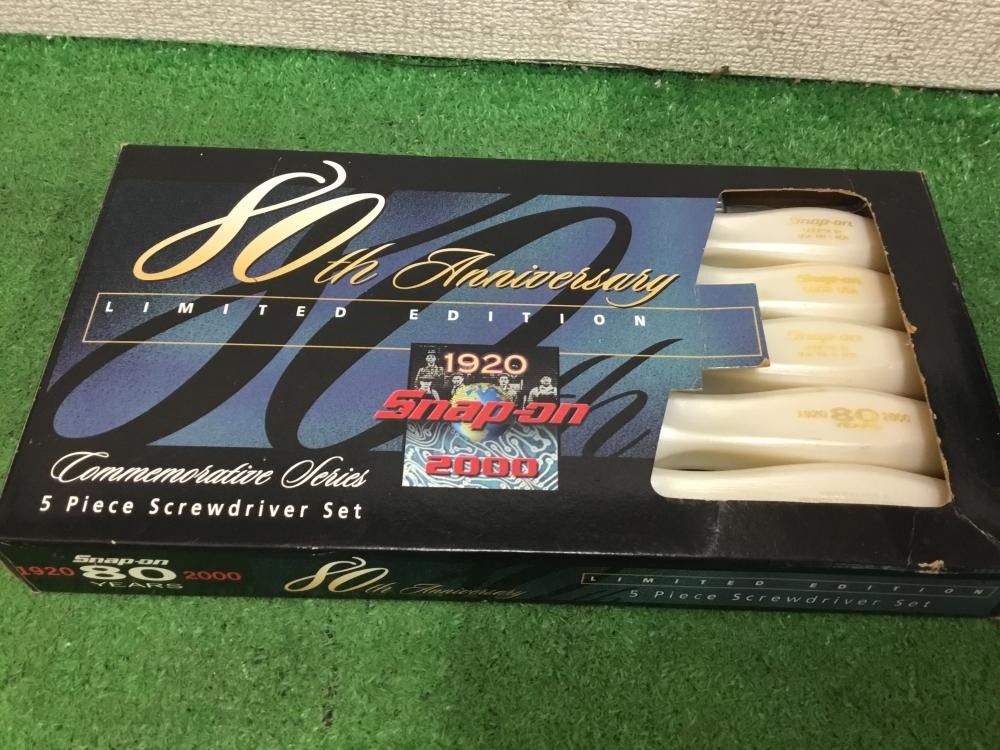 80th Anniversary
LIMITED EDITION
1920
Snap-on
2000
Commemorative Series
5 Piece Screwdriver Set
Snap-on
Snap-on
Snap-on
1920 80 2000
YEARS
Snap-on
1920 80 2000
YEARS
80th Anniversary
LIMITED EDITION
5 Piece Screwdriver Set